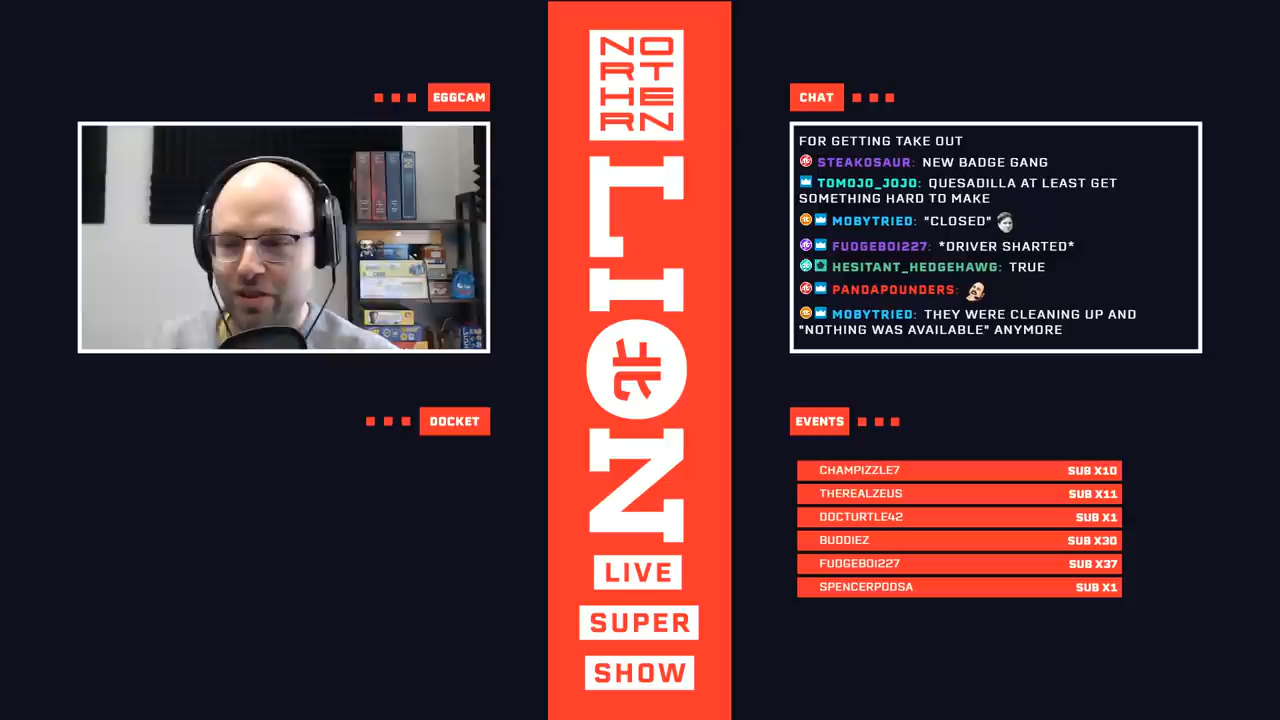 EGGCAM
NO
RT
HE
RN
LION
LIVE
SUPER
SHOW
CHAT
FOR GETTING TAKE OUT
STEAKOSAUR: NEW BADGE GANG
TOMOJO_JOJO: QUESADILLA AT LEAST GET
SOMETHING HARD TO MAKE
MOBYTRIED: "CLOSED"
FUDGEBOI227: *DRIVER SHARTED*
HESITANT_HEDGEHAWG: TRUE
PANDAPOUNDERS:
MOBYTRIED: THEY WERE CLEANING UP AND
"NOTHING WAS AVAILABLE" ANYMORE
DOCKET
EVENTS
CHAMPIZZLE7 SUB X10
THEREALZEUS SUB X11
DOCTURTLE42 SUB X1
BUDDIEZ SUB X30
FUDGEBOI227 SUB X37
SPENCERPODSA SUB X1